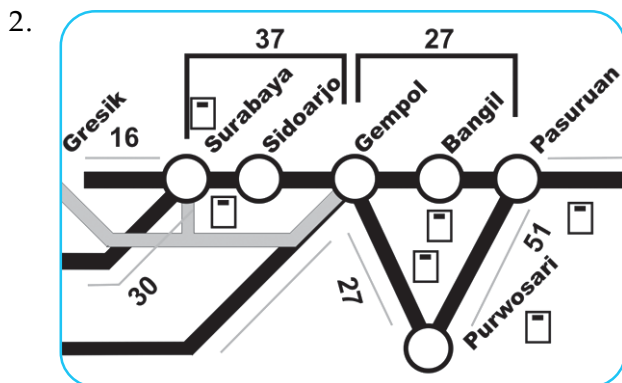 2.
37 27
Gresik Surabaya Sidoarjo Gempol Bangil Pasuruan
16
30 27 51
Purwosari